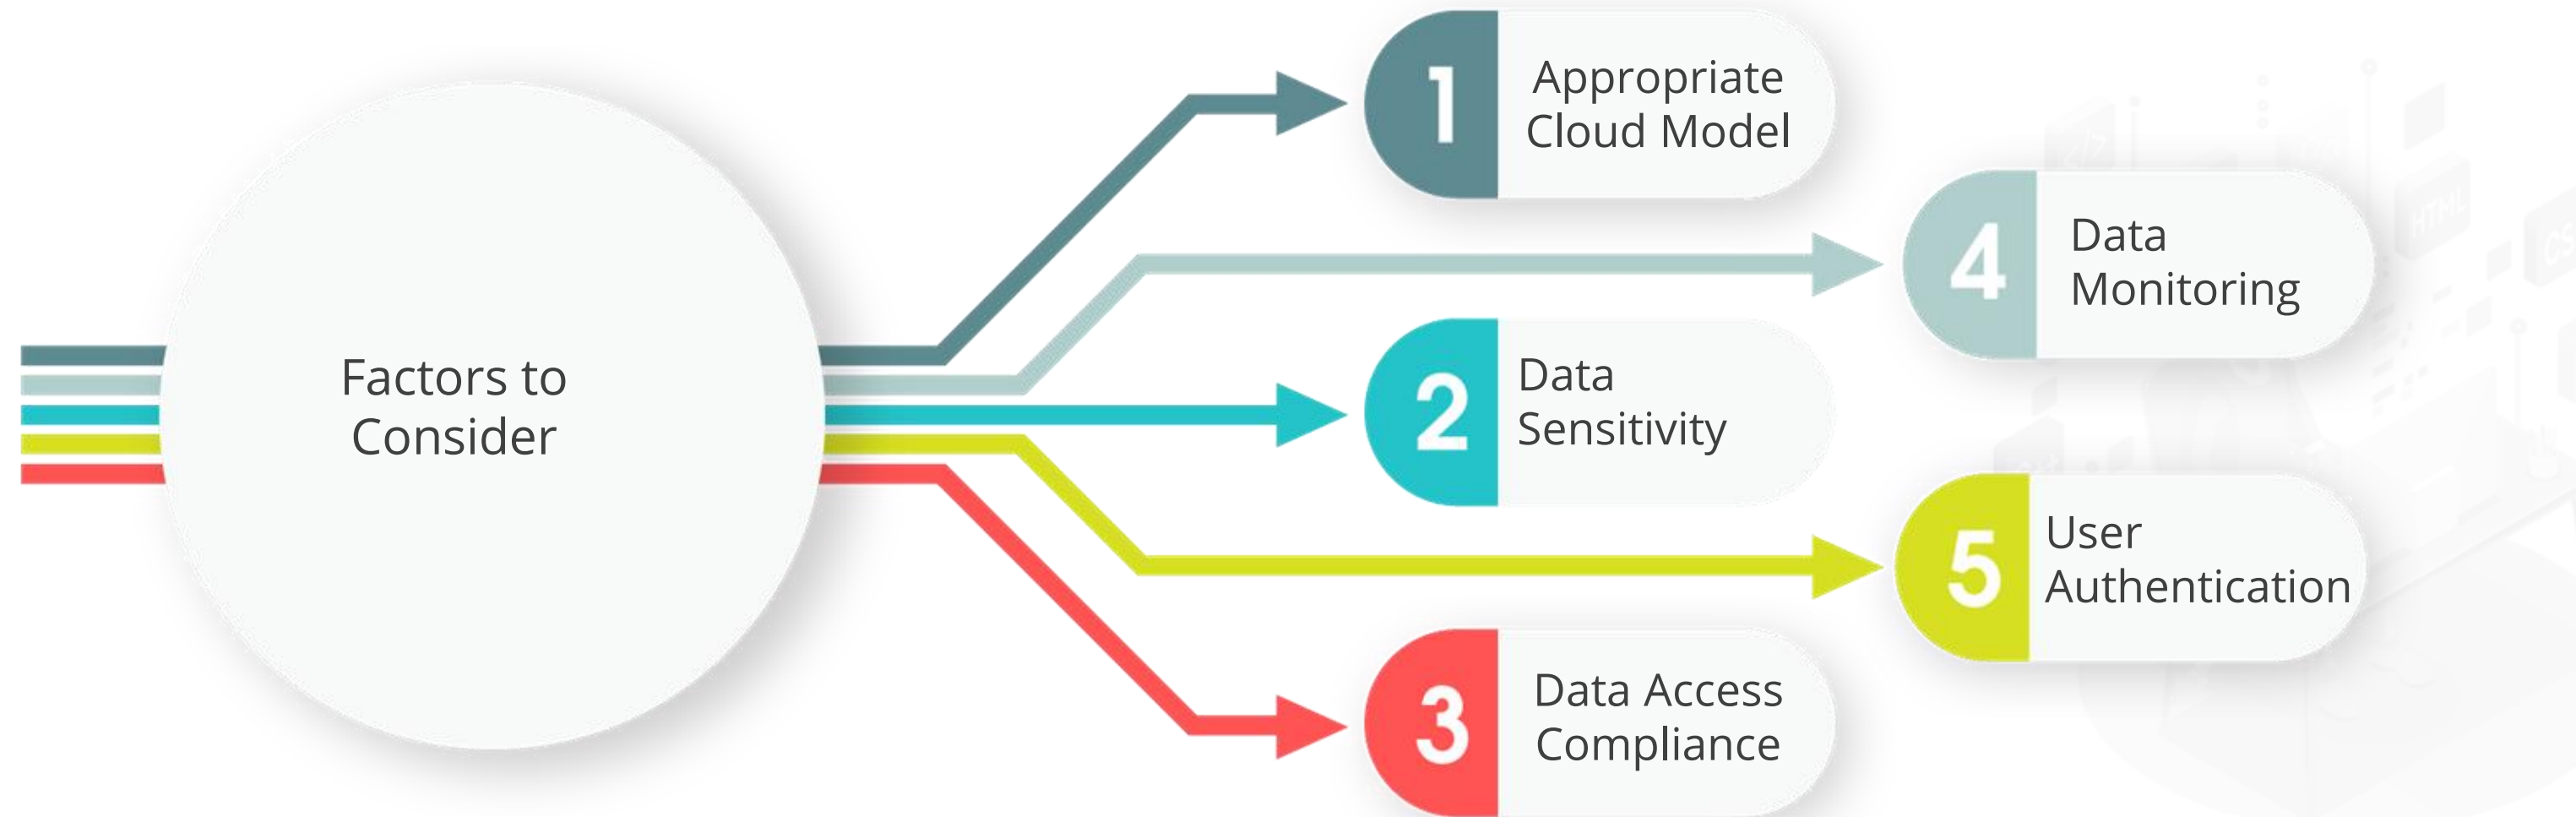 Factors to
Consider
1
Appropriate
Cloud Model
2
Data
Sensitivity
3
Data Access
Compliance
4
Data
Monitoring
5
User
Authentication
HTML